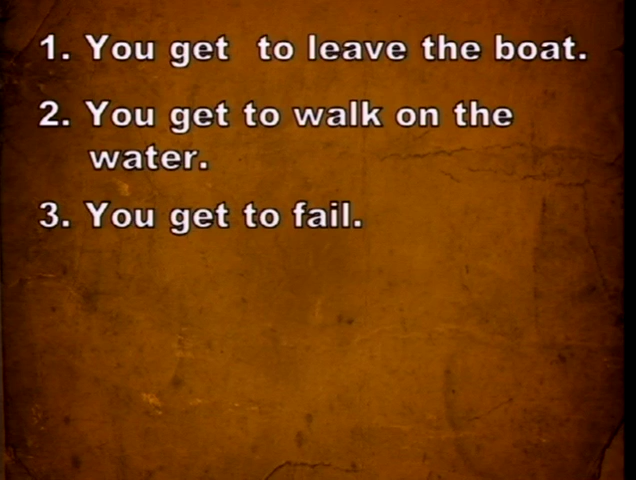 1. You get  to leave the boat.
2. You get to walk on the
water.
3. You get to fail.